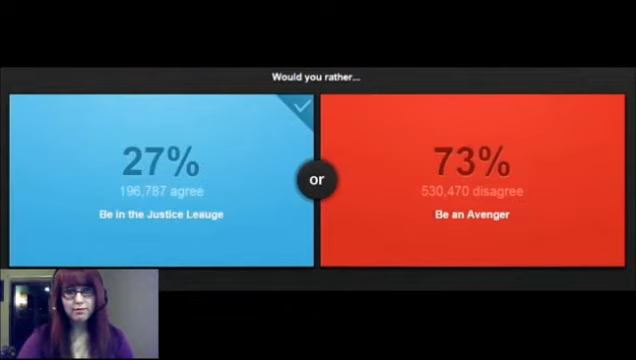 Would you rather...
27%
196,787 agree
Be in the Justice Leauge
or
73%
530,470 disagree
Be an Avenger